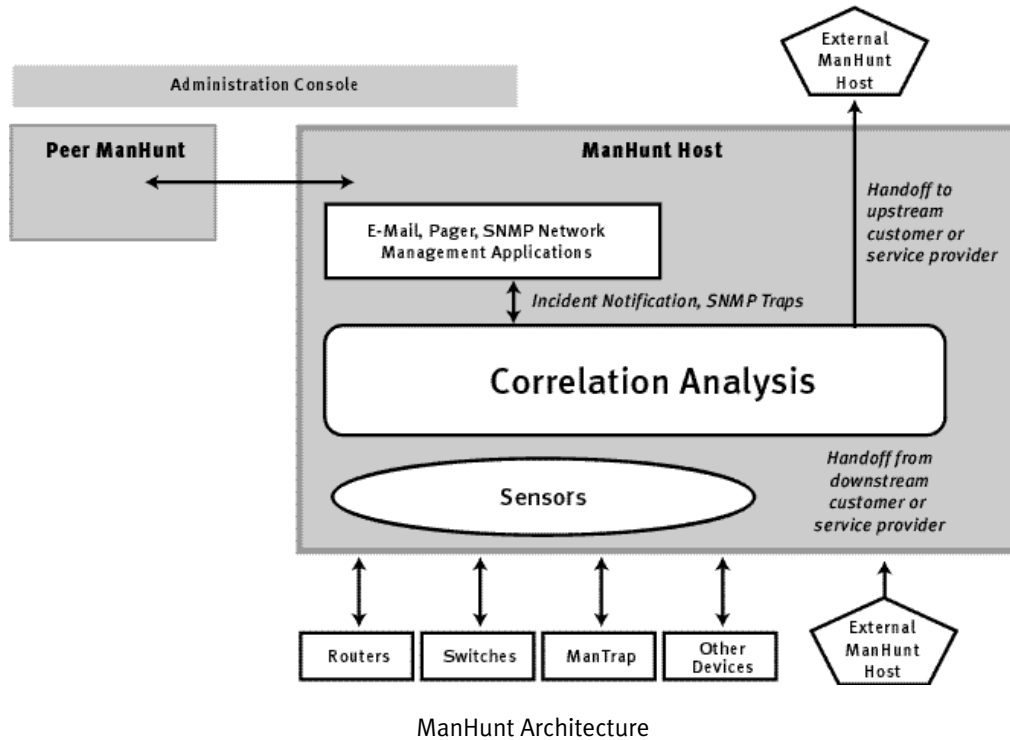 External
ManHunt
Host
Administration Console
Peer ManHunt
ManHunt Host
Handoff to
upstream
customer or
service provider
E-Mail, Pager, SNMP Network
Management Applications
Incident Notification, SNMP Traps
Correlation Analysis
Handoff from
downstream
customer or
service provider
Sensors
Routers
Switches
ManTrap
Other
Devices
External
ManHunt
Host
ManHunt Architecture